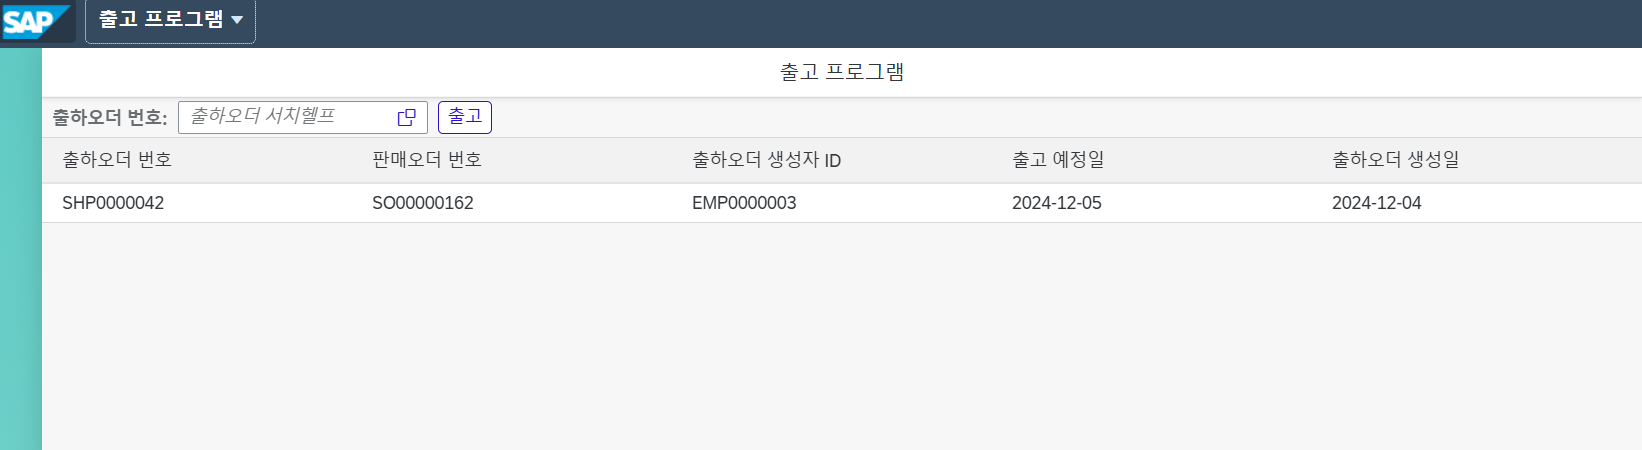 SAP 출고 프로그램
출고 프로그램
출하오더 번호: 출하오더 서치헬프 출고
출하오더 번호 판매오더 번호 출하오더 생성자 ID 출고 예정일 출하오더 생성일
SHP0000042 SO00000162 EMP0000003 2024-12-05 2024-12-04